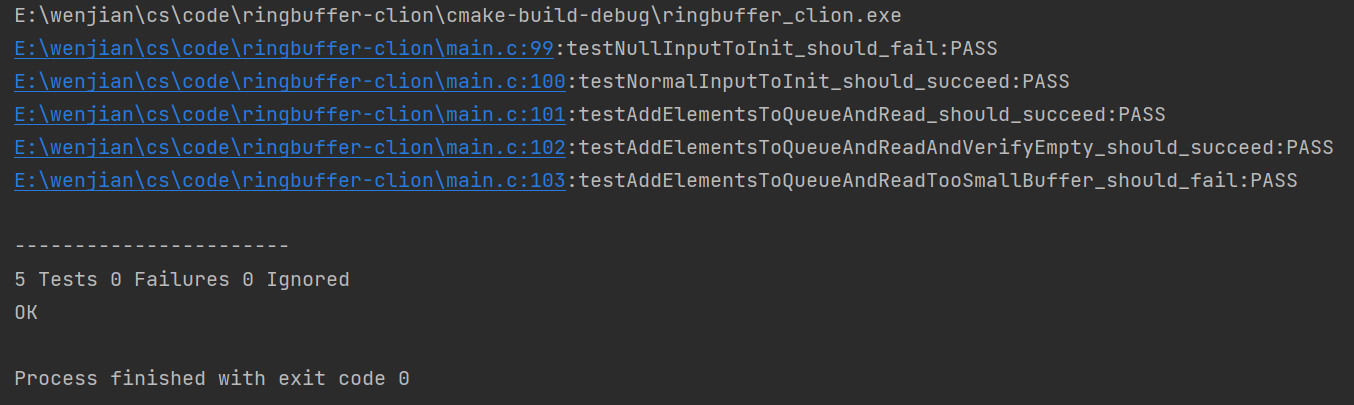 E:\wenjian\cs\code\ringbuffer-clion\cmake-build-debug\ringbuffer_clion.exe
E:\wenjian\cs\code\ringbuffer-clion\main.c:99:testNullInputToInit_should_fail:PASS
E:\wenjian\cs\code\ringbuffer-clion\main.c:100:testNormalInputToInit_should_succeed:PASS
E:\wenjian\cs\code\ringbuffer-clion\main.c:101:testAddElementsToQueueAndRead_should_succeed:PASS
E:\wenjian\cs\code\ringbuffer-clion\main.c:102:testAddElementsToQueueAndReadAndVerifyEmpty_should_succeed:PASS
E:\wenjian\cs\code\ringbuffer-clion\main.c:103:testAddElementsToQueueAndReadTooSmallBuffer_should_fail:PASS
-----------------------
5 Tests 0 Failures 0 Ignored
OK
Process finished with exit code 0